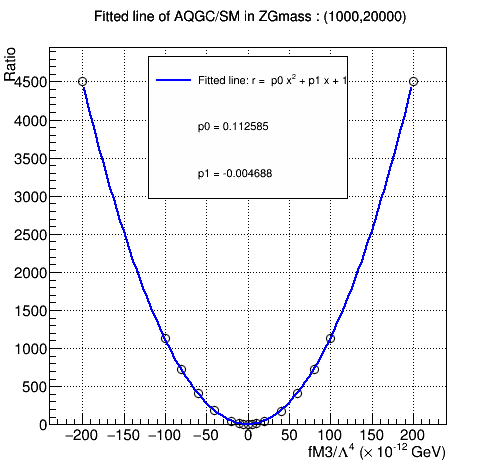 Fitted line of AQGC/SM in ZGmass : (1000,20000)
Ratio
Fitted line: r = p0 x² + p1 x + 1
p0 = 0.112585
p1 = -0.004688
4500
4000
3500
3000
2500
2000
1500
1000
500
0
−200 −150 −100 −50 0 50 100 150 200
fM3/Λ⁴ (× 10⁻¹² GeV)